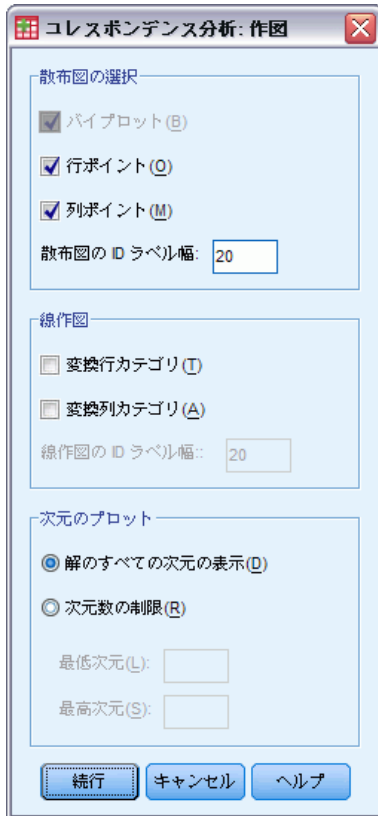 コレスポンデンス分析: 作図
散布図の選択
バイプロット(B)
行ポイント(O)
列ポイント(M)
散布図の ID ラベル幅: 20
線作図
変換行カテゴリ(T)
変換列カテゴリ(A)
線作図の ID ラベル幅:: 20
次元のプロット
解のすべての次元の表示(D)
次元数の制限(R)
最低次元(L):
最高次元(S):
続行 キャンセル ヘルプ